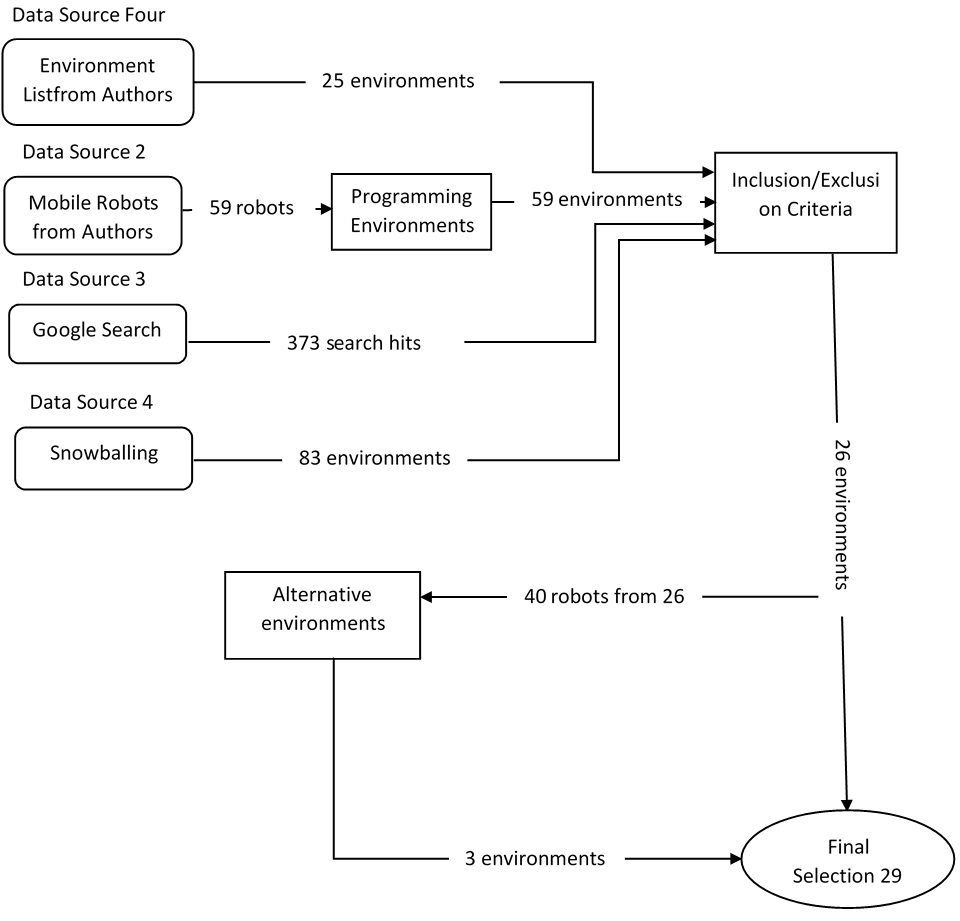 Data Source Four
Environment
Listfrom Authors
25 environments
Data Source 2
Mobile Robots
from Authors
59 robots
Programming
Environments
59 environments
Inclusion/Exclusi
on Criteria
Data Source 3
Google Search
373 search hits
Data Source 4
Snowballing
83 environments
26 environments
Alternative
environments
40 robots from 26
3 environments
Final
Selection 29